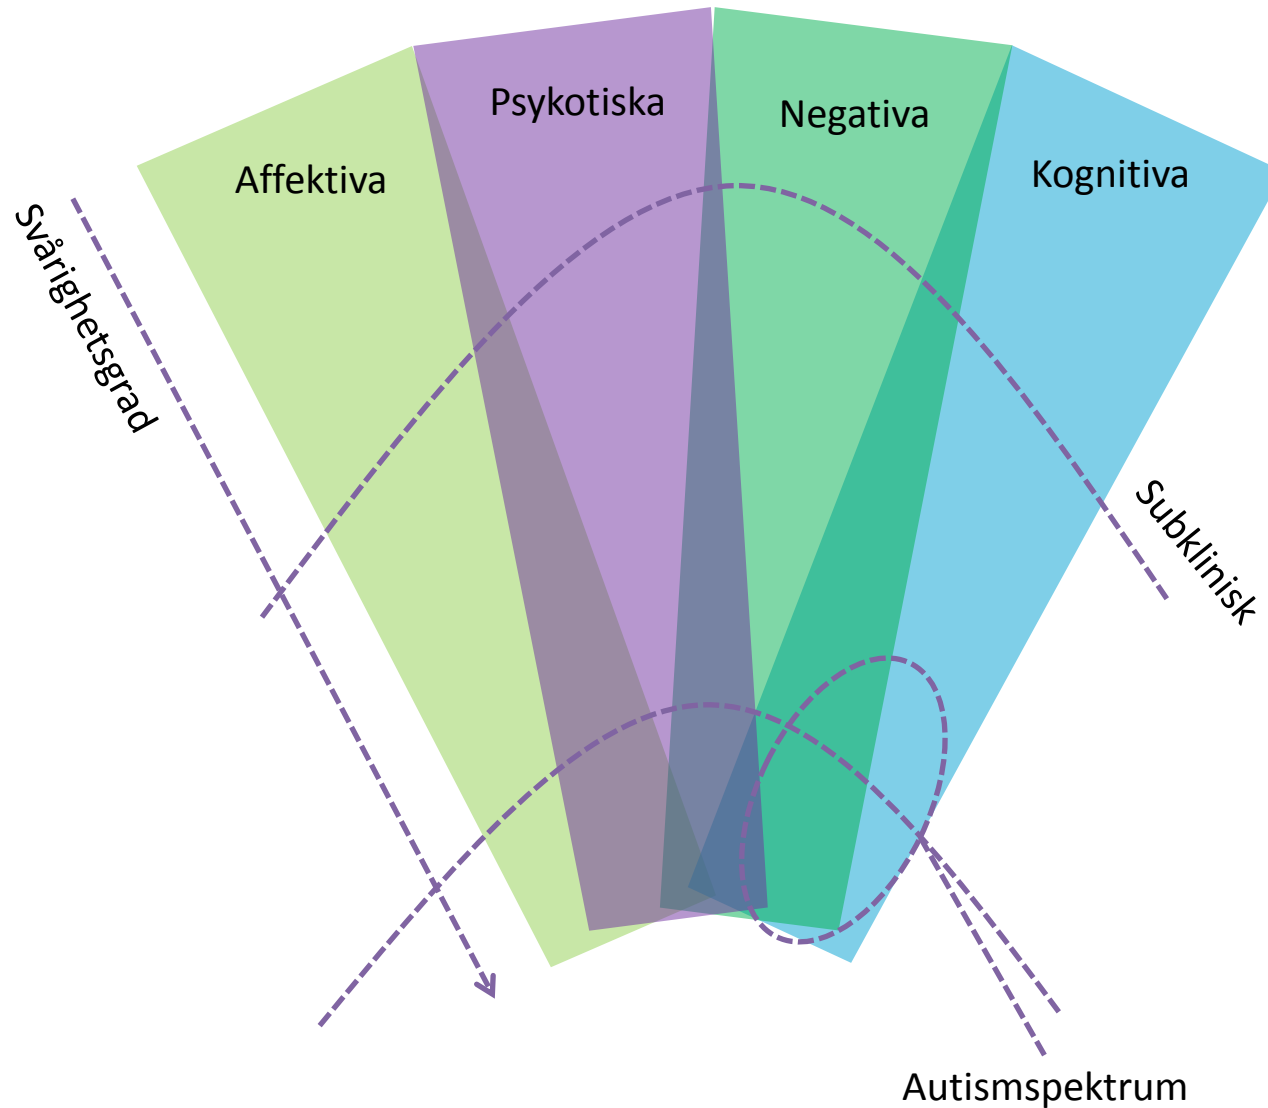 Psykotiska
Negativa
Affektiva
Kognitiva
Svårighetsgrad
Subklinisk
Autismspektrum